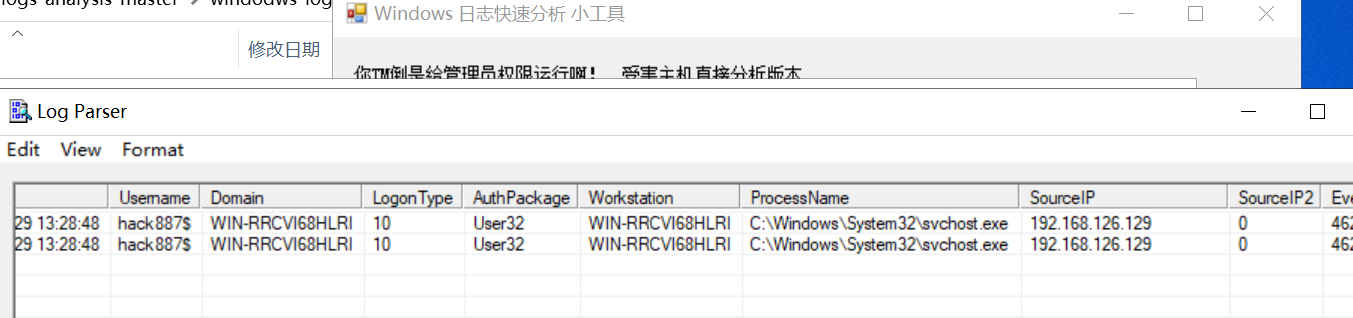 logs-analysis-master
windowds-log
Windows 日志快速分析 小工具
修改日期
你TM倒是给管理员权限运行啊! 受害主机直接分析版本
Log Parser
Edit View Format
Username Domain LogonType AuthPackage Workstation ProcessName SourceIP SourceIP2 Eve
29 13:28:48 hack887$ WIN-RRCVI68HLRI 10 User32 WIN-RRCVI68HLRI C:\Windows\System32\svchost.exe 192.168.126.129 0 462
29 13:28:48 hack887$ WIN-RRCVI68HLRI 10 User32 WIN-RRCVI68HLRI C:\Windows\System32\svchost.exe 192.168.126.129 0 462